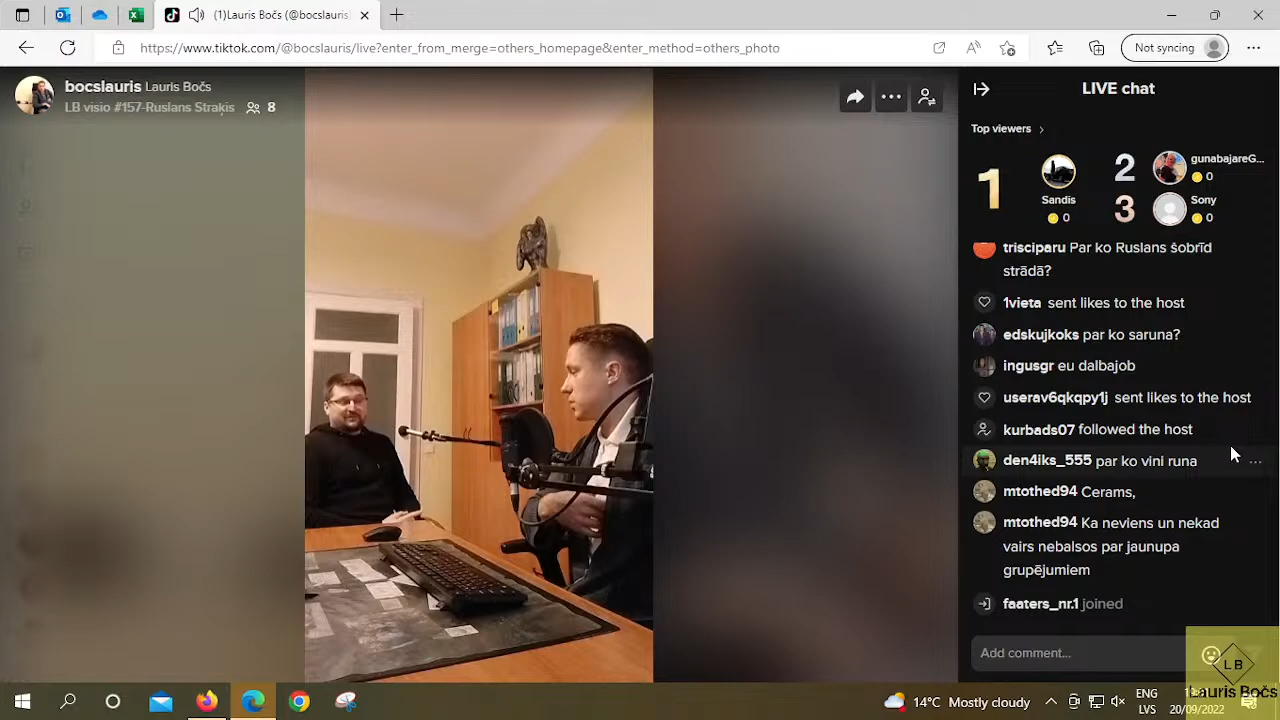 (1)Lauris Bočs (@bocslauris
https://www.tiktok.com/@bocslauris/live?enter_from_merge=others_homepage&enter_method=others_photo
Not syncing
bocslauris Lauris Bočs
LB visio #157-Ruslans Straķis 8
LIVE chat
Top viewers
1
Sandis
0
2
gunabajareG...
0
3
Sony
0
trisciparu Par ko Ruslans šobrīd
strādā?
1vieta sent likes to the host
edskujkoks par ko saruna?
ingusgr eu dalbajob
userav6qkqpy1j sent likes to the host
kurbads07 followed the host
den4iks_555 par ko vini runa
mtothed94 Cerams,
mtothed94 Ka neviens un nekad
vairs nebalsos par jaunupa
grupējumiem
faaters_nr.1 joined
Add comment...
LB
Lauris Bočs
14°C Mostly cloudy
ENG
LVS
20/09/2022